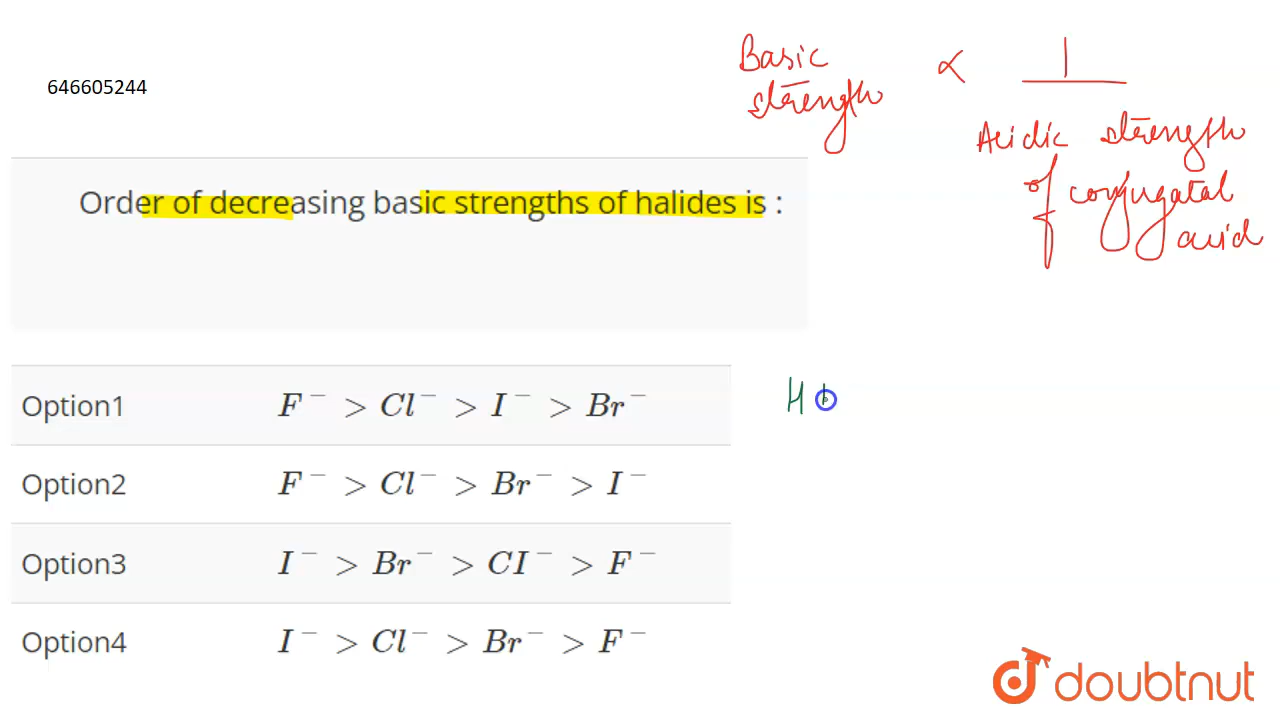 646605244
Basic
strength ∝ 1
Acidic strength
of conjugatal
acid
Order of decreasing basic strengths of halides is :
Option1 F⁻ > Cl⁻ > I⁻ > Br⁻
H
Option2 F⁻ > Cl⁻ > Br⁻ > I⁻
Option3 I⁻ > Br⁻ > CI⁻ > F⁻
Option4 I⁻ > Cl⁻ > Br⁻ > F⁻
doubtnut